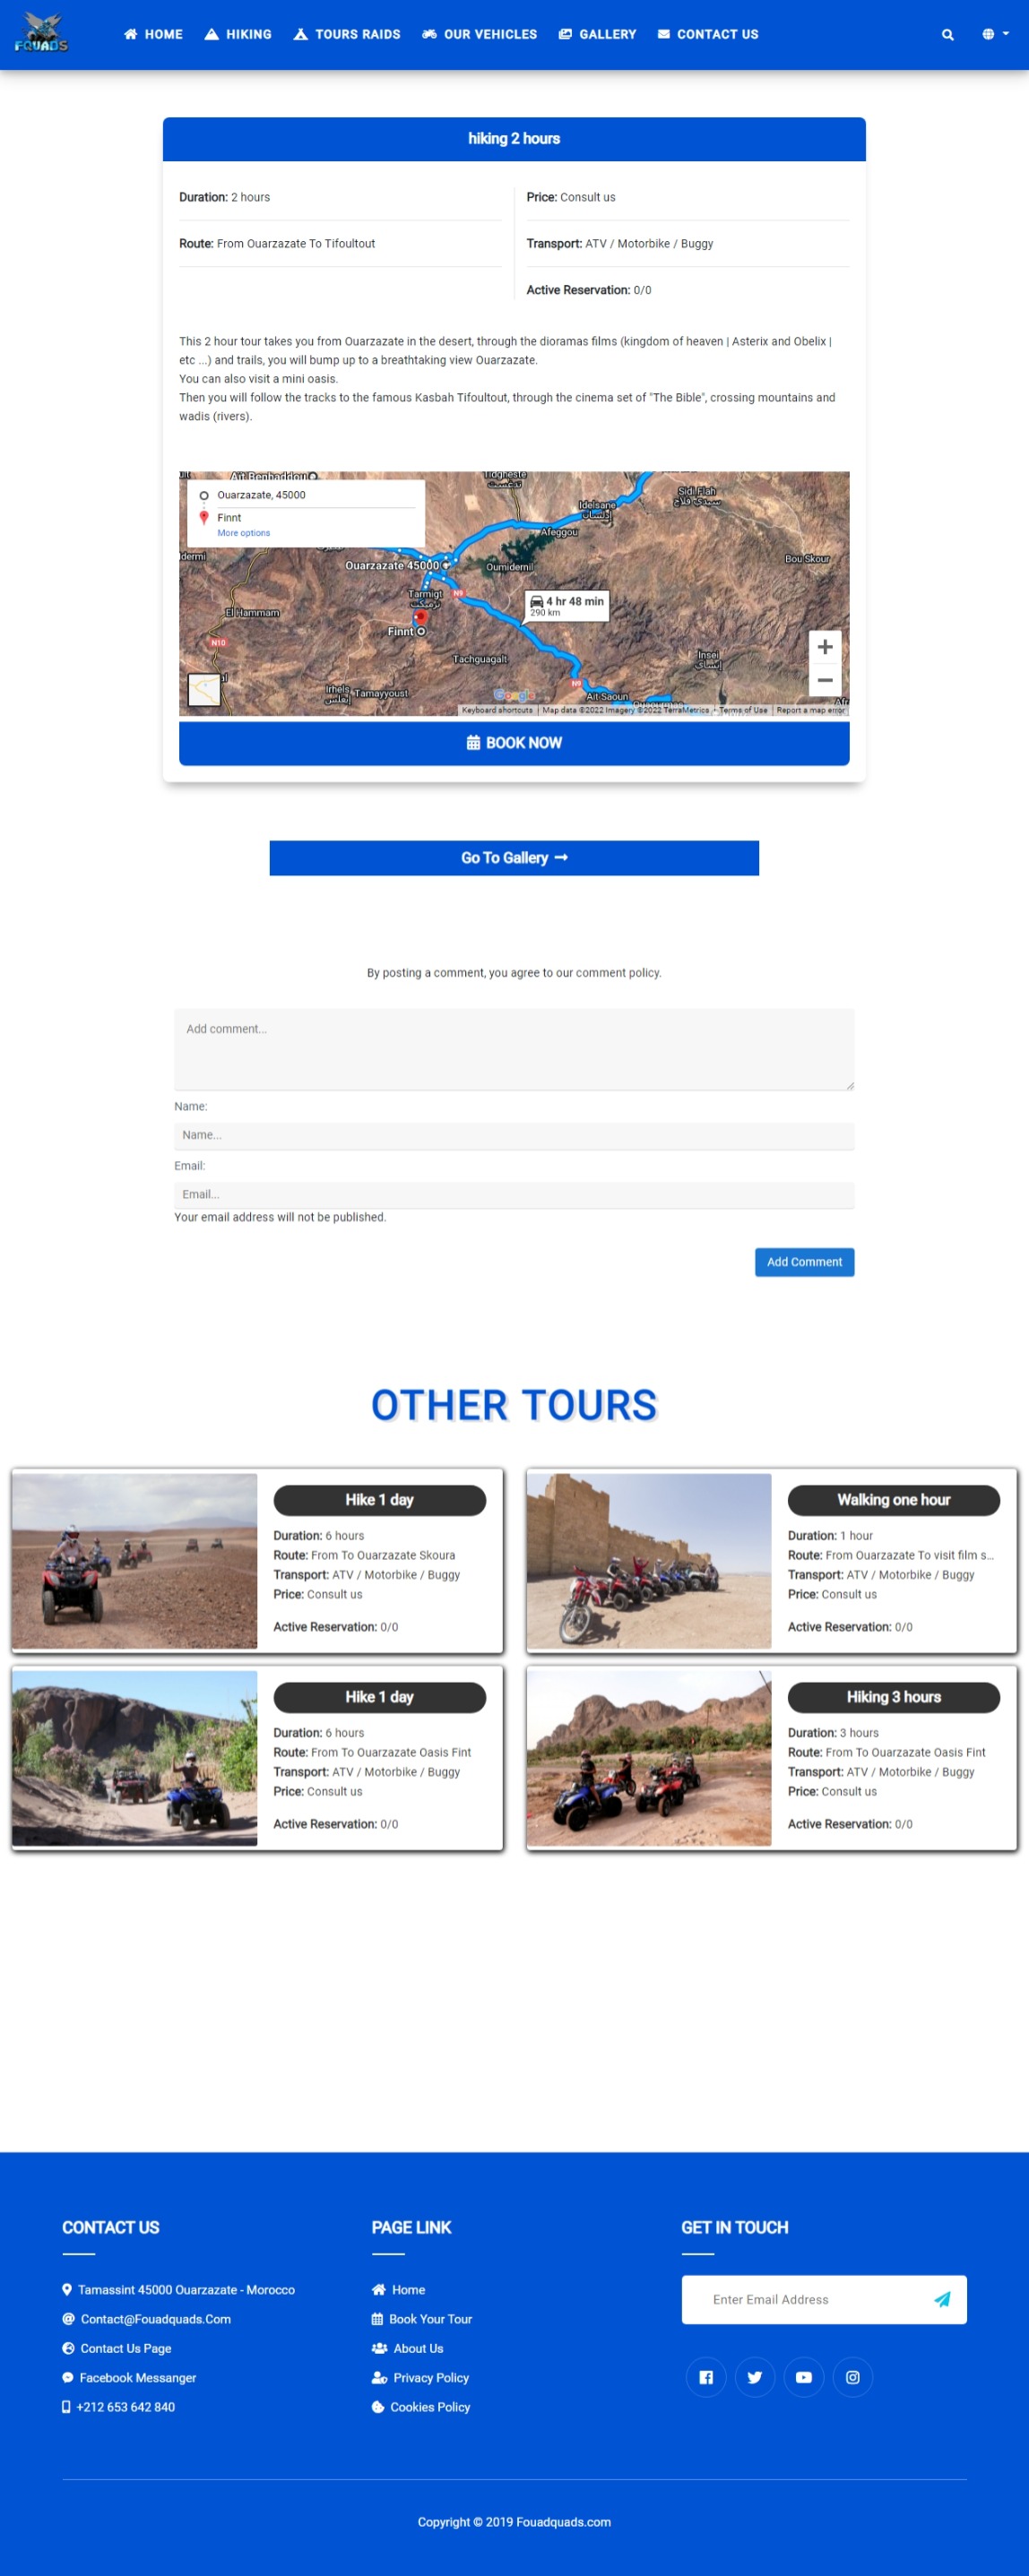 FQUADS
HOME HIKING TOURS RAIDS OUR VEHICLES GALLERY CONTACT US
hiking 2 hours
Duration: 2 hours
Route: From Ouarzazate To Tifoultout
Price: Consult us
Transport: ATV / Motorbike / Buggy
Active Reservation: 0/0
This 2 hour tour takes you from Ouarzazate in the desert, through the dioramas films (kingdom of heaven | Asterix and Obelix |
etc ...) and trails, you will bump up to a breathtaking view Ouarzazate.
You can also visit a mini oasis.
Then you will follow the tracks to the famous Kasbah Tifoultout, through the cinema set of "The Bible", crossing mountains and
wadis (rivers).
Ait Benhaddou
Ouarzazate, 45000
Finnt
More options
Tiogneste
تدغست
Sidi Flah
سيدي فلاح
Idelsane
إدلسان
Afeggou
Bou Skour
Ouarzazate 45000
Oumidemil
Tarmigt
ترميكت
N9
4 hr 48 min
290 km
El Hammam
Finnt
N10
Tachuagalt
Insei
N9
Irhels
Tamayyoust
Ait Saoun
Google
Keyboard shortcuts
Map data ©2022 Imagery ©2022 TerraMetrics
Terms of Use
Report a map error
BOOK NOW
Go To Gallery
By posting a comment, you agree to our comment policy.
Add comment...
Name:
Name...
Email:
Email...
Your email address will not be published.
Add Comment
OTHER TOURS
Hike 1 day
Duration: 6 hours
Route: From To Ouarzazate Skoura
Transport: ATV / Motorbike / Buggy
Price: Consult us
Active Reservation: 0/0
Walking one hour
Duration: 1 hour
Route: From Ouarzazate To visit film s...
Transport: ATV / Motorbike / Buggy
Price: Consult us
Active Reservation: 0/0
Hike 1 day
Duration: 6 hours
Route: From To Ouarzazate Oasis Fint
Transport: ATV / Motorbike / Buggy
Price: Consult us
Active Reservation: 0/0
Hiking 3 hours
Duration: 3 hours
Route: From To Ouarzazate Oasis Fint
Transport: ATV / Motorbike / Buggy
Price: Consult us
Active Reservation: 0/0
CONTACT US
Tamassint 45000 Ouarzazate - Morocco
Contact@Fouadquads.Com
Contact Us Page
Facebook Messanger
+212 653 642 840
PAGE LINK
Home
Book Your Tour
About Us
Privacy Policy
Cookies Policy
GET IN TOUCH
Enter Email Address
Copyright © 2019 Fouadquads.com